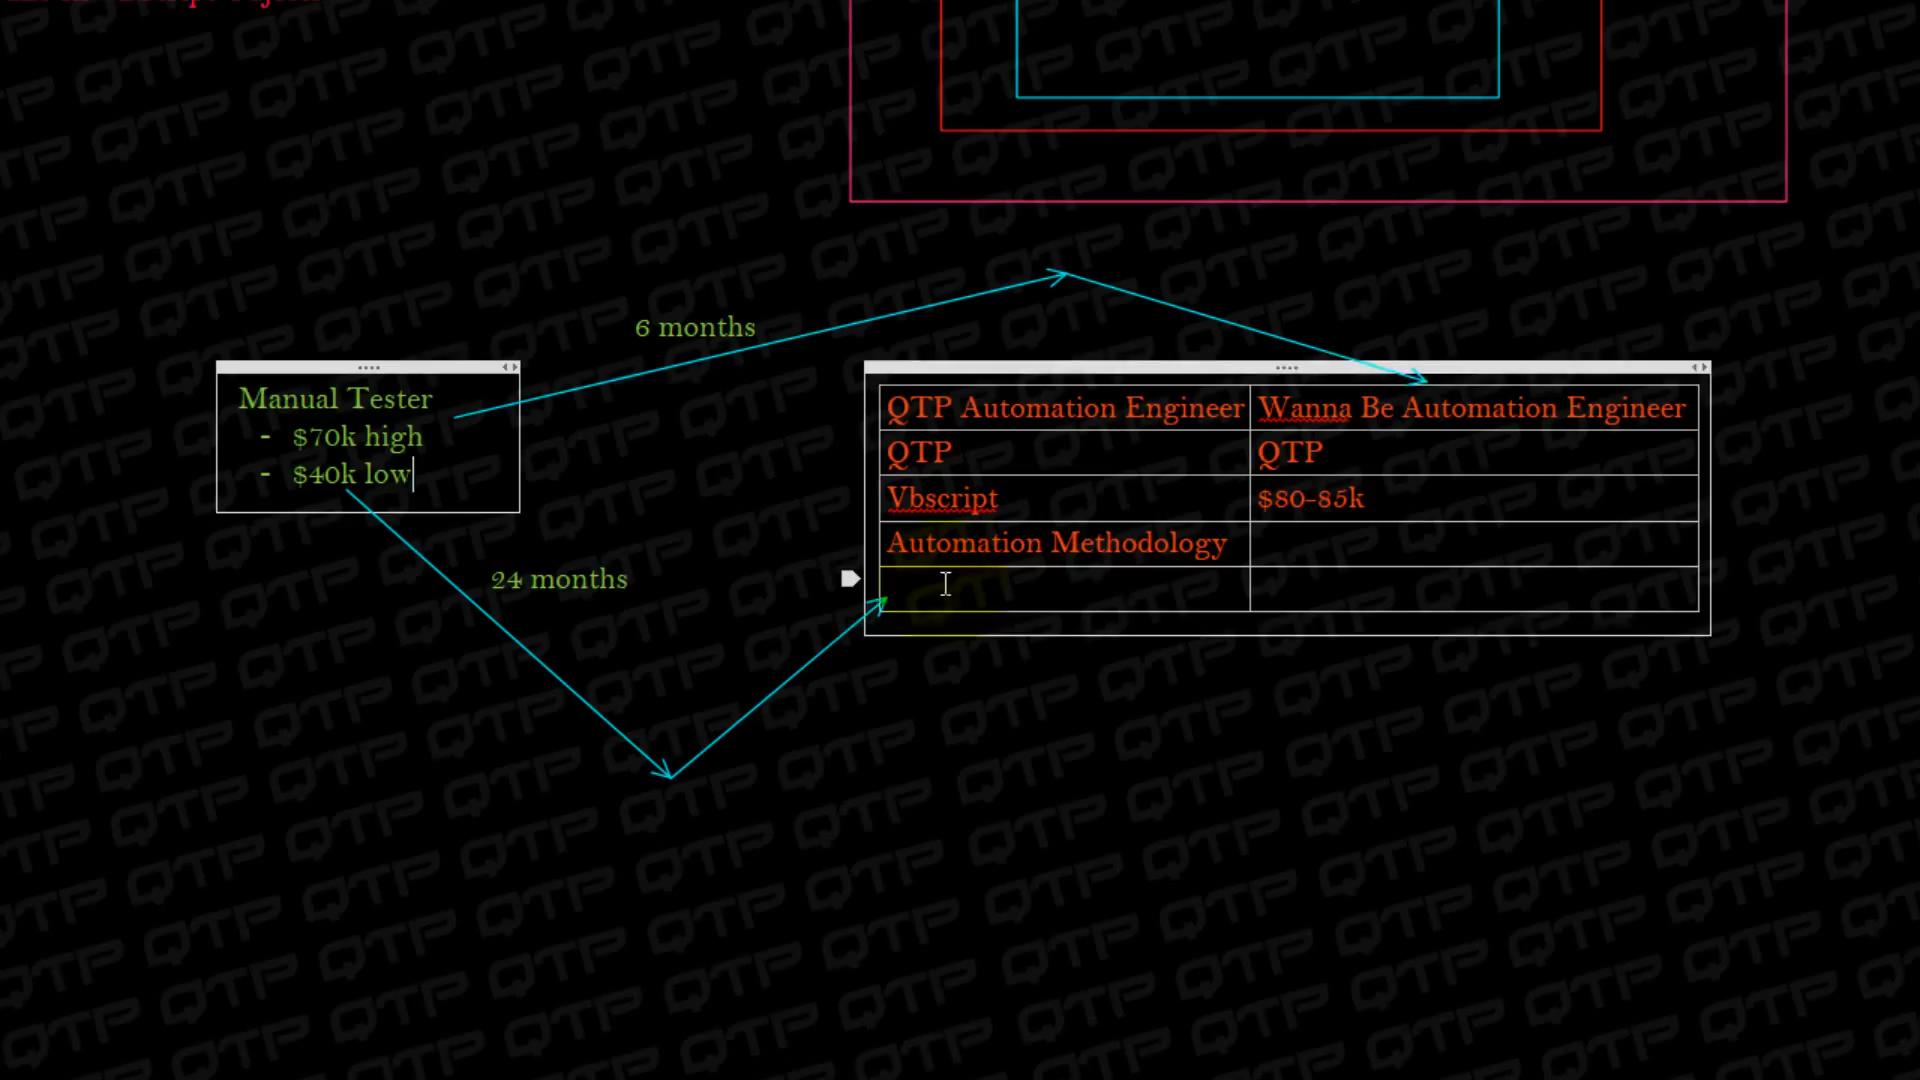 6 months
Manual Tester
- $70k high
- $40k low
24 months
QTP Automation Engineer Wanna Be Automation Engineer
QTP QTP
Vbscript $80-85k
Automation Methodology